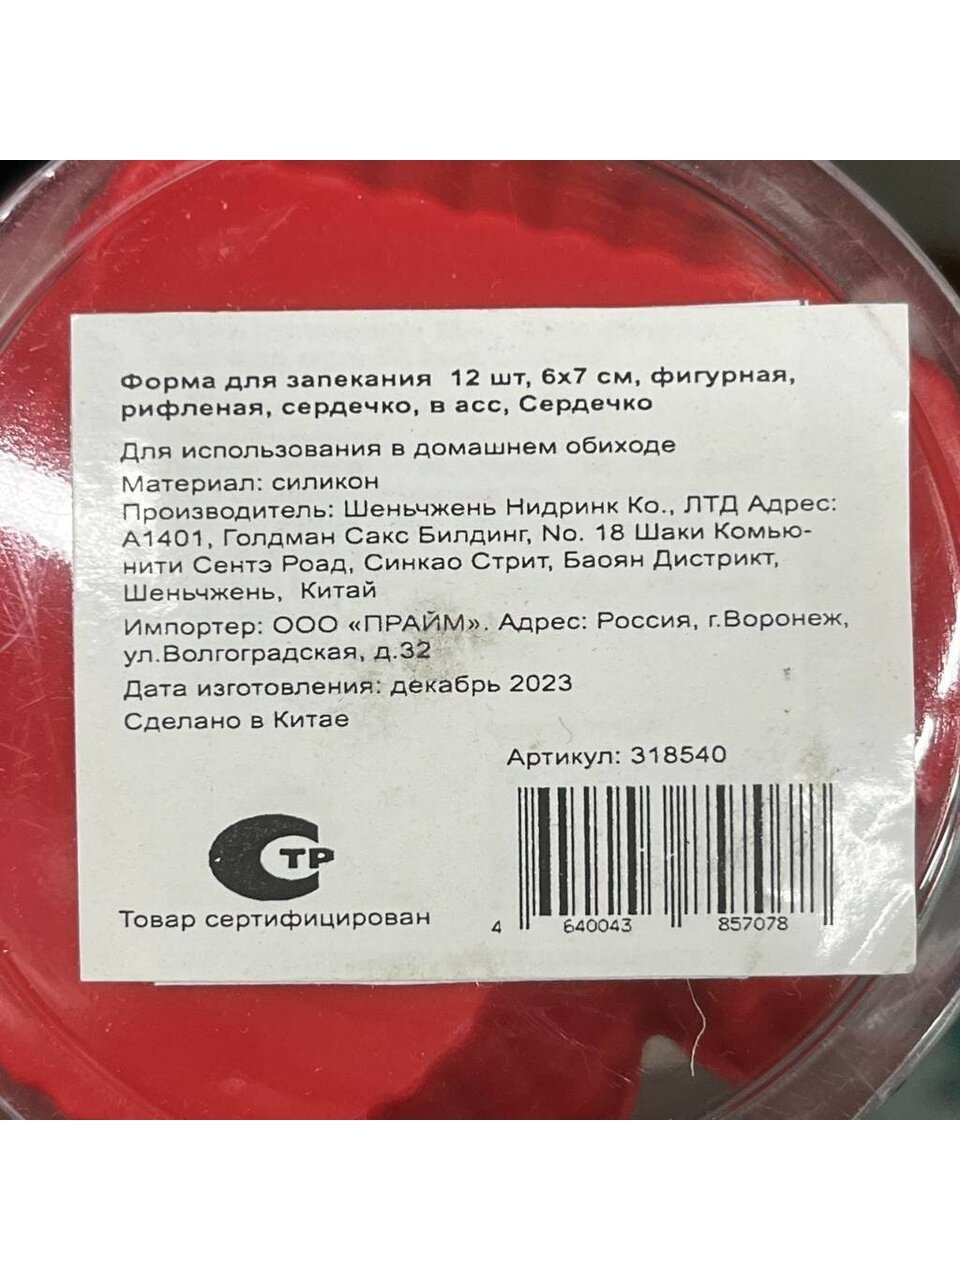 Форма для запекания 12 шт, 6х7 см, фигурная,
рифленая, сердечко, в асс, Сердечко
Для использования в домашнем обиходе
Материал: силикон
Производитель: Шеньчжень Нидринк Ко., ЛТД Адрес:
А1401, Голдман Сакс Билдинг, No. 18 Шаки Комью-
нити Сентэ Роад, Синкао Стрит, Баоян Дистрикт,
Шеньчжень, Китай
Импортер: ООО «ПРАЙМ». Адрес: Россия, г.Воронеж,
ул.Волгоградская, д.32
Дата изготовления: декабрь 2023
Сделано в Китае
Артикул: 318540
СТР
Товар сертифицирован
4 640043 857078